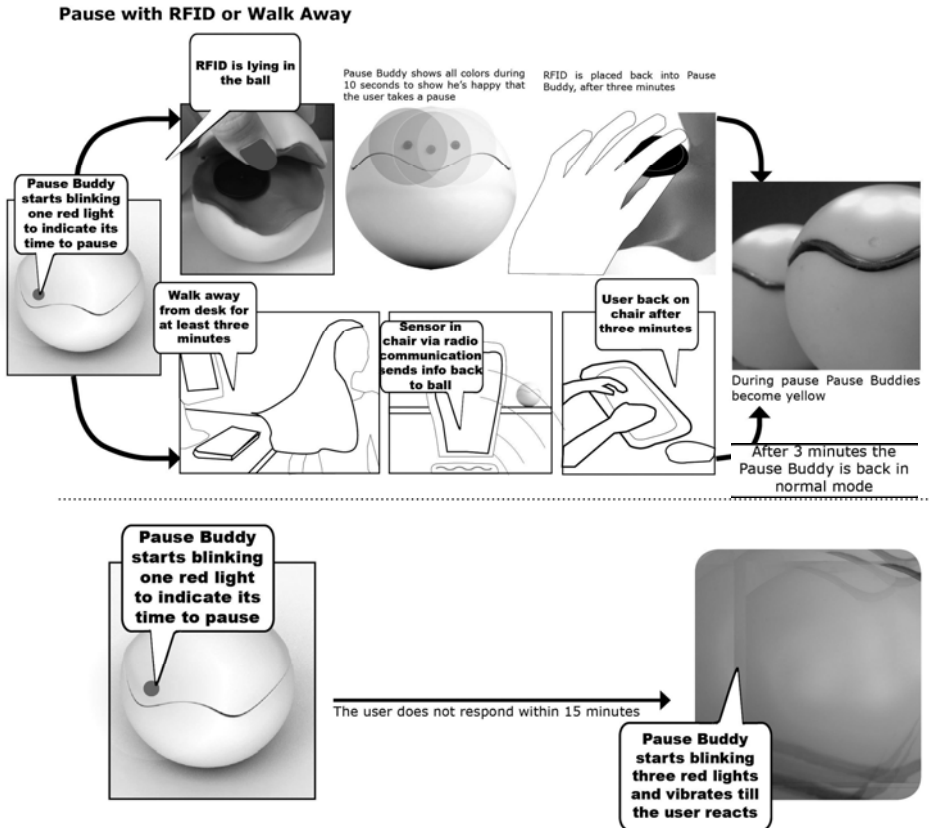 Pause with RFID or Walk Away
RFID is lying in
the ball
Pause Buddy shows all colors during
10 seconds to show he's happy that
the user takes a pause
RFID is placed back into Pause
Buddy, after three minutes
Pause Buddy
starts blinking
one red light
to indicate its
time to pause
Walk away
from desk for
at least three
minutes
Sensor in
chair via radio
communication
sends info back
to ball
User back on
chair after
three minutes
During pause Pause Buddies
become yellow
After 3 minutes the
Pause Buddy is back in
normal mode
Pause Buddy
starts blinking
one red light
to indicate its
time to pause
The user does not respond within 15 minutes
Pause Buddy
starts blinking
three red lights
and vibrates till
the user reacts